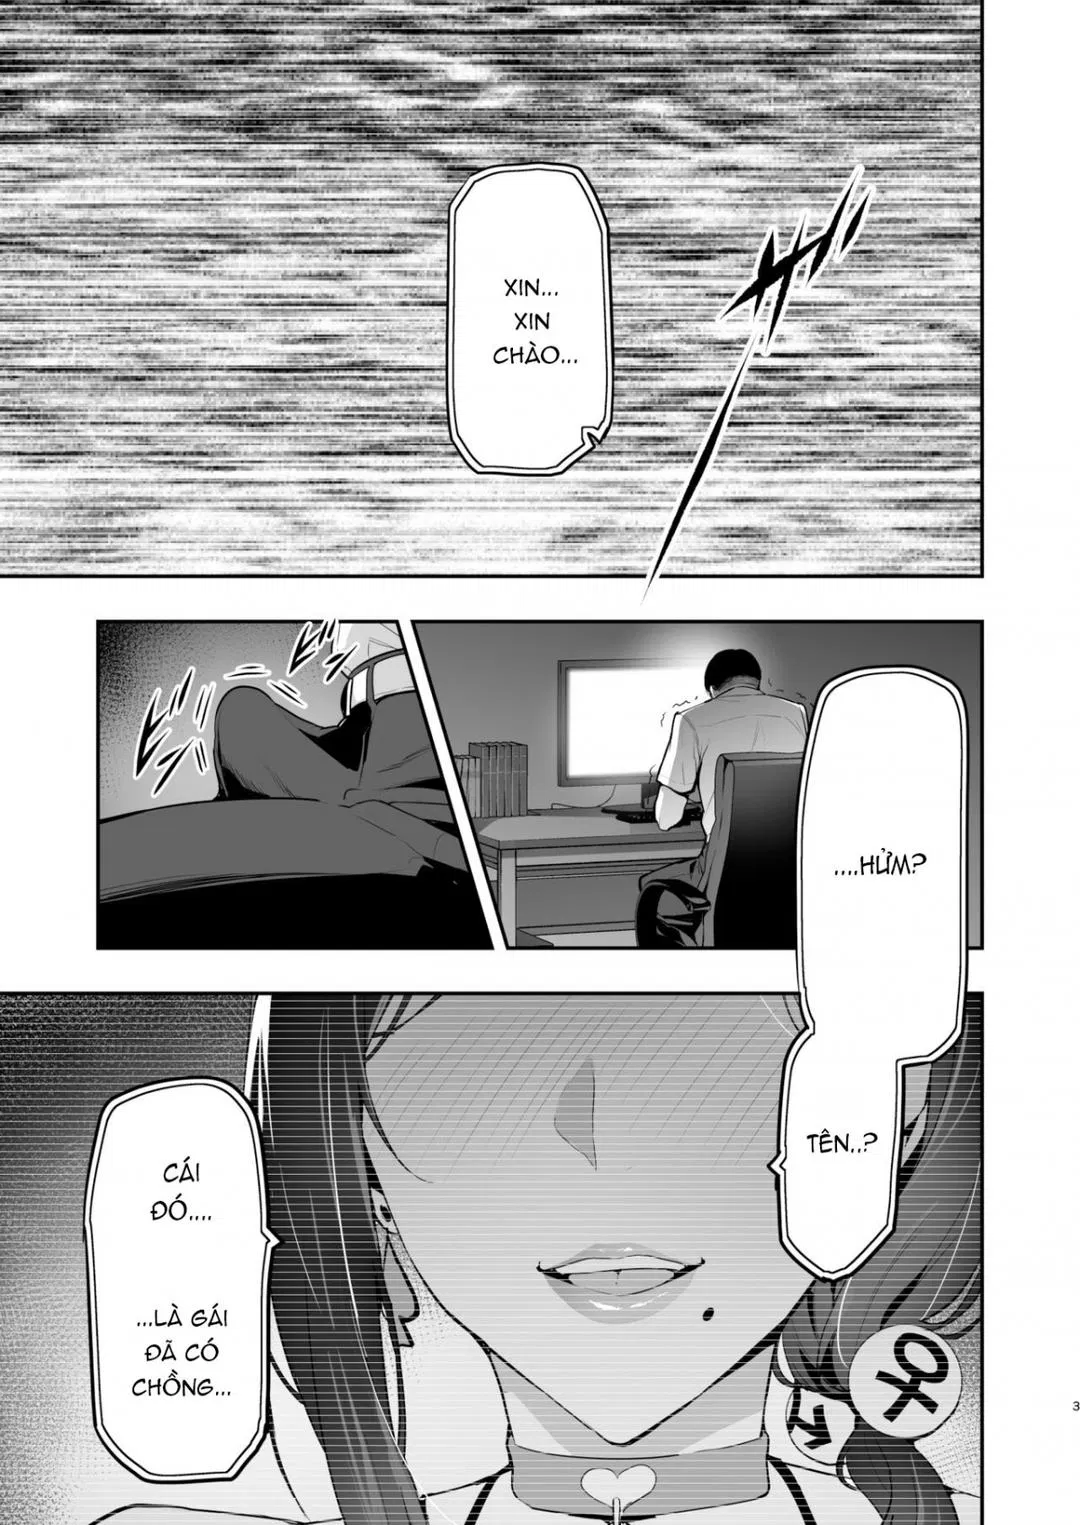 XIN...
XIN
CHÀO...
....HỬM?
TÊN..?
CÁI
ĐÓ....
...LÀ GÁI
ĐÃ CÓ
CHỒNG...
3